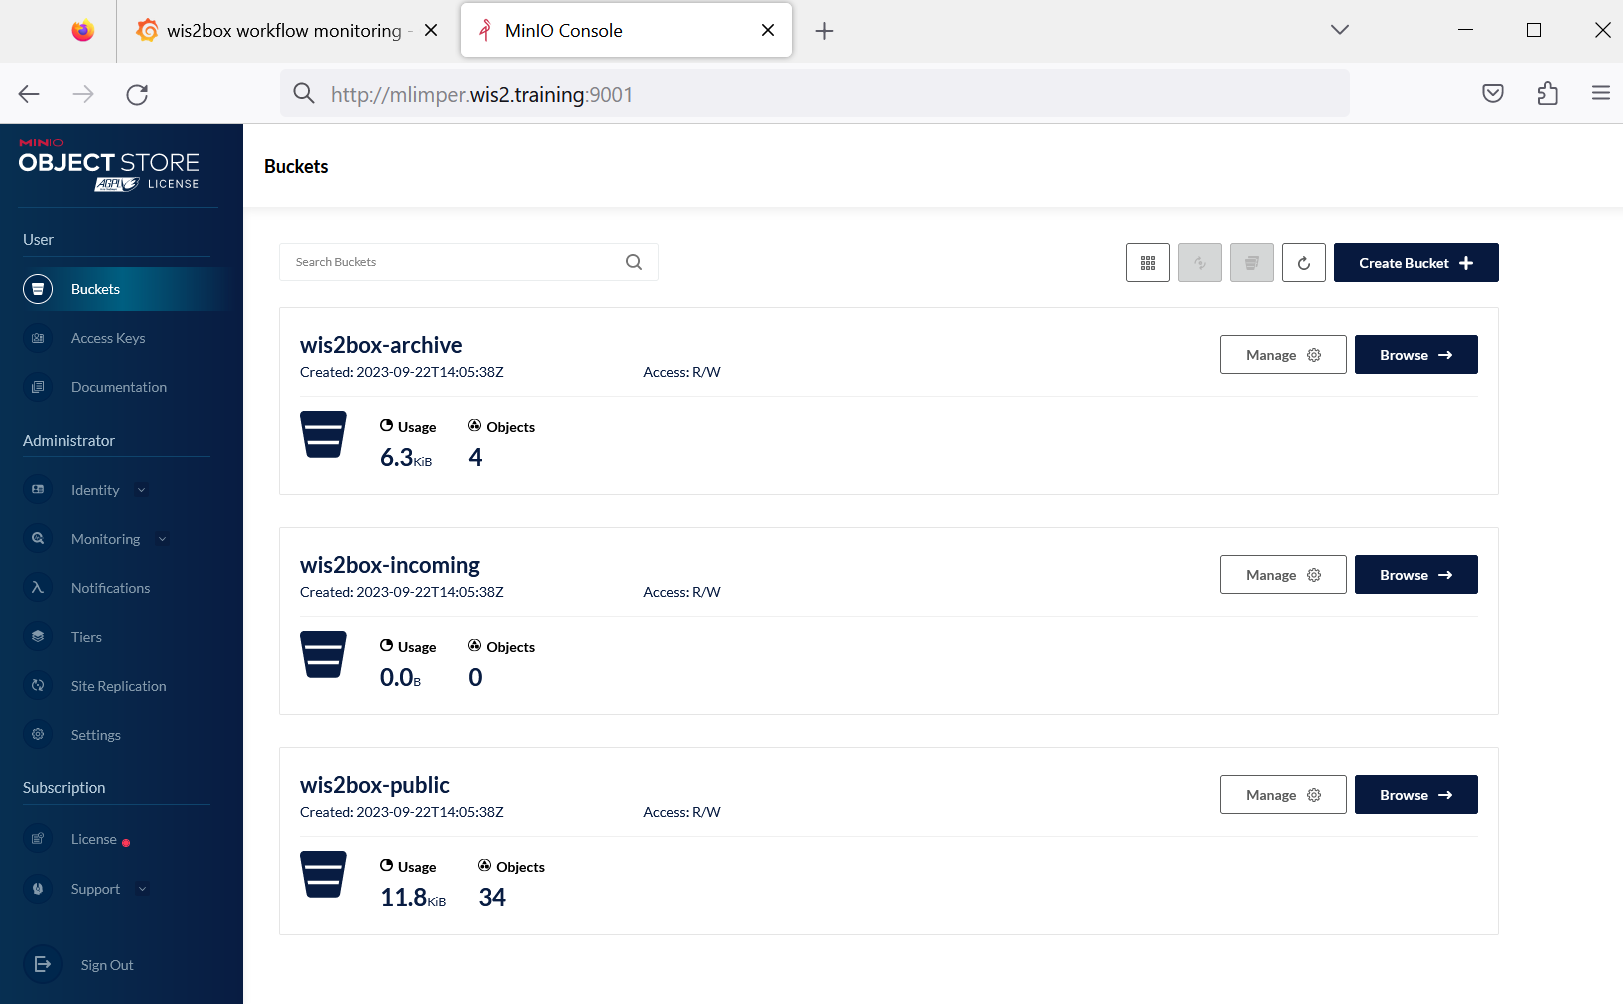 wis2box workflow monitoring -
MinIO Console
http://mlimper.wis2.training:9001
MINIO
OBJECT STORE
AGPLv3 LICENSE
User
Buckets
Access Keys
Documentation
Administrator
Identity
Monitoring
Notifications
Tiers
Site Replication
Settings
Subscription
License
Support
Sign Out
Buckets
Search Buckets
Create Bucket
wis2box-archive
Manage
Browse
Created: 2023-09-22T14:05:38Z Access: R/W
Usage Objects
6.3KiB 4
wis2box-incoming
Manage
Browse
Created: 2023-09-22T14:05:38Z Access: R/W
Usage Objects
0.0B 0
wis2box-public
Manage
Browse
Created: 2023-09-22T14:05:38Z Access: R/W
Usage Objects
11.8KiB 34